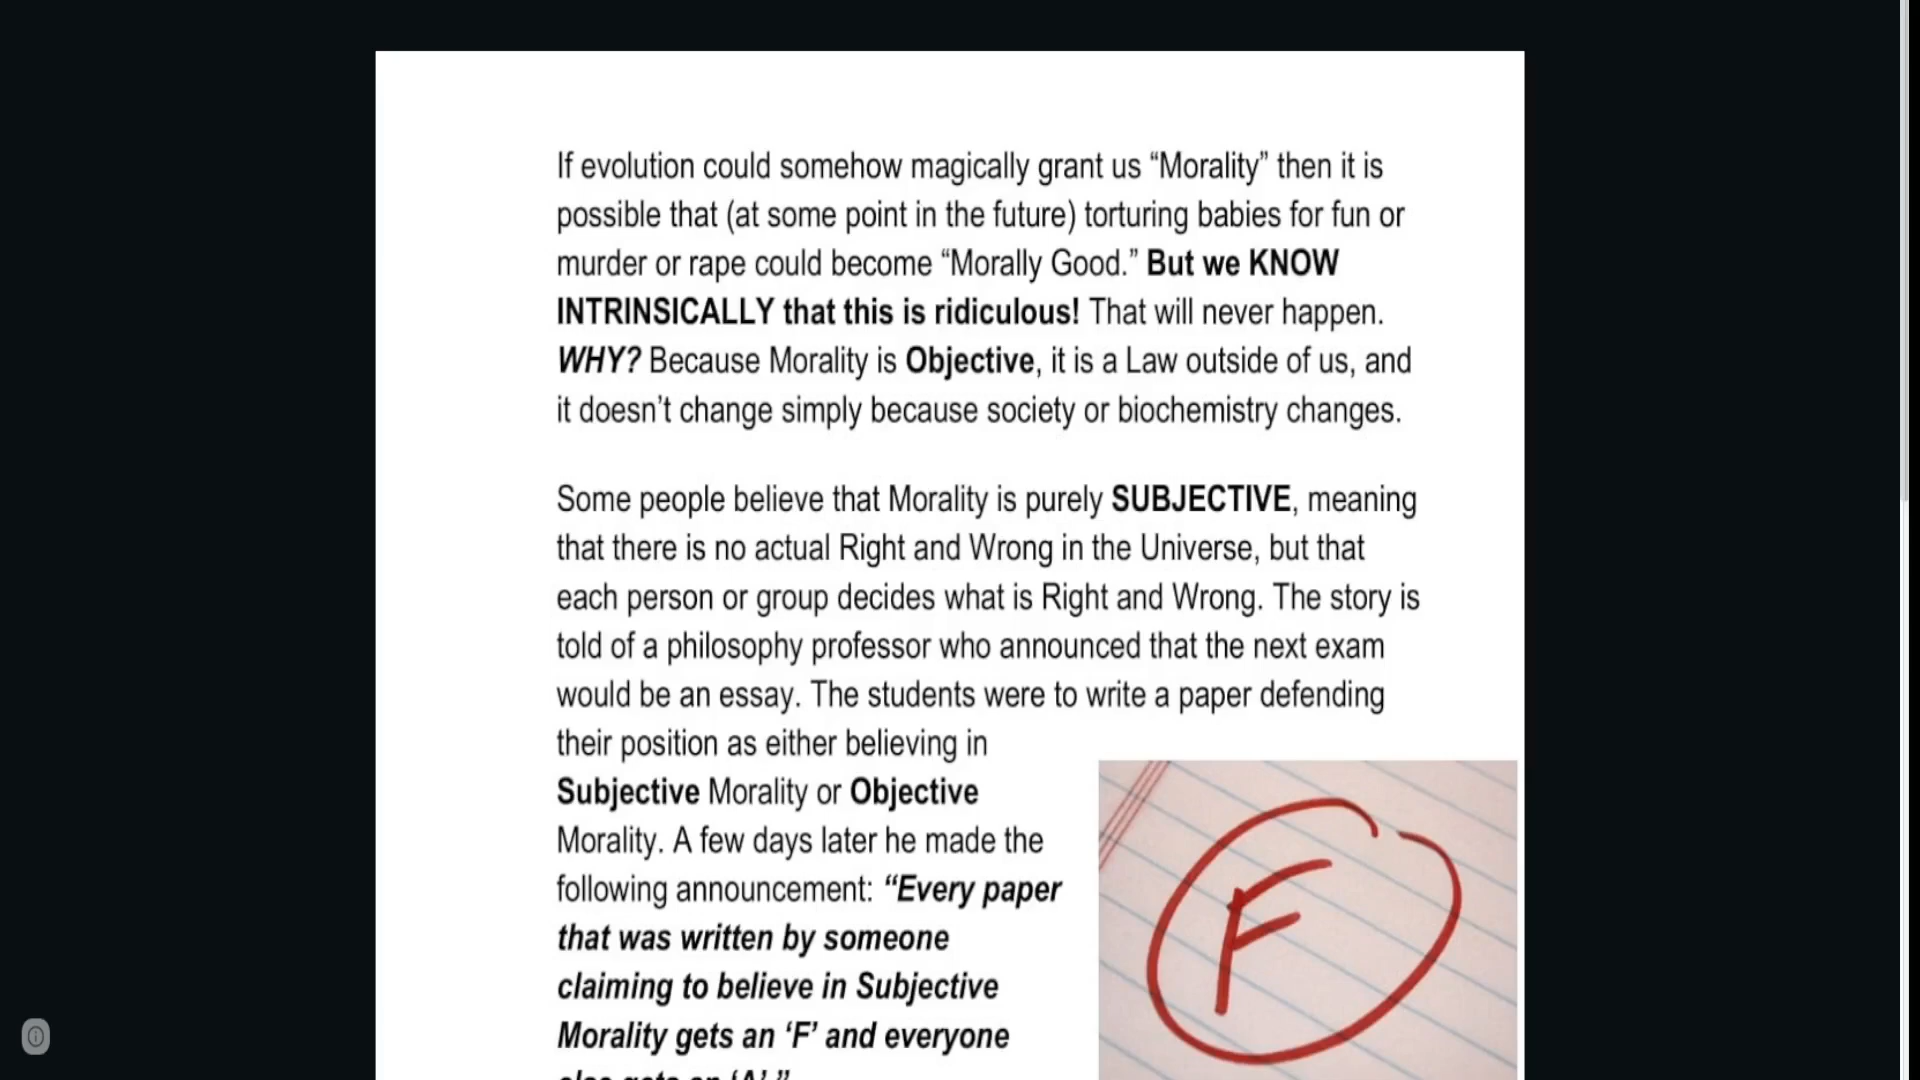 If evolution could somehow magically grant us “Morality” then it is
possible that (at some point in the future) torturing babies for fun or
murder or rape could become “Morally Good.” But we KNOW
INTRINSICALLY that this is ridiculous! That will never happen.
WHY? Because Morality is Objective, it is a Law outside of us, and
it doesn’t change simply because society or biochemistry changes.
Some people believe that Morality is purely SUBJECTIVE, meaning
that there is no actual Right and Wrong in the Universe, but that
each person or group decides what is Right and Wrong. The story is
told of a philosophy professor who announced that the next exam
would be an essay. The students were to write a paper defending
their position as either believing in
Subjective Morality or Objective
Morality. A few days later he made the
following announcement: “Every paper
that was written by someone
claiming to believe in Subjective
Morality gets an ‘F’ and everyone
else gets an ‘A’.”
F